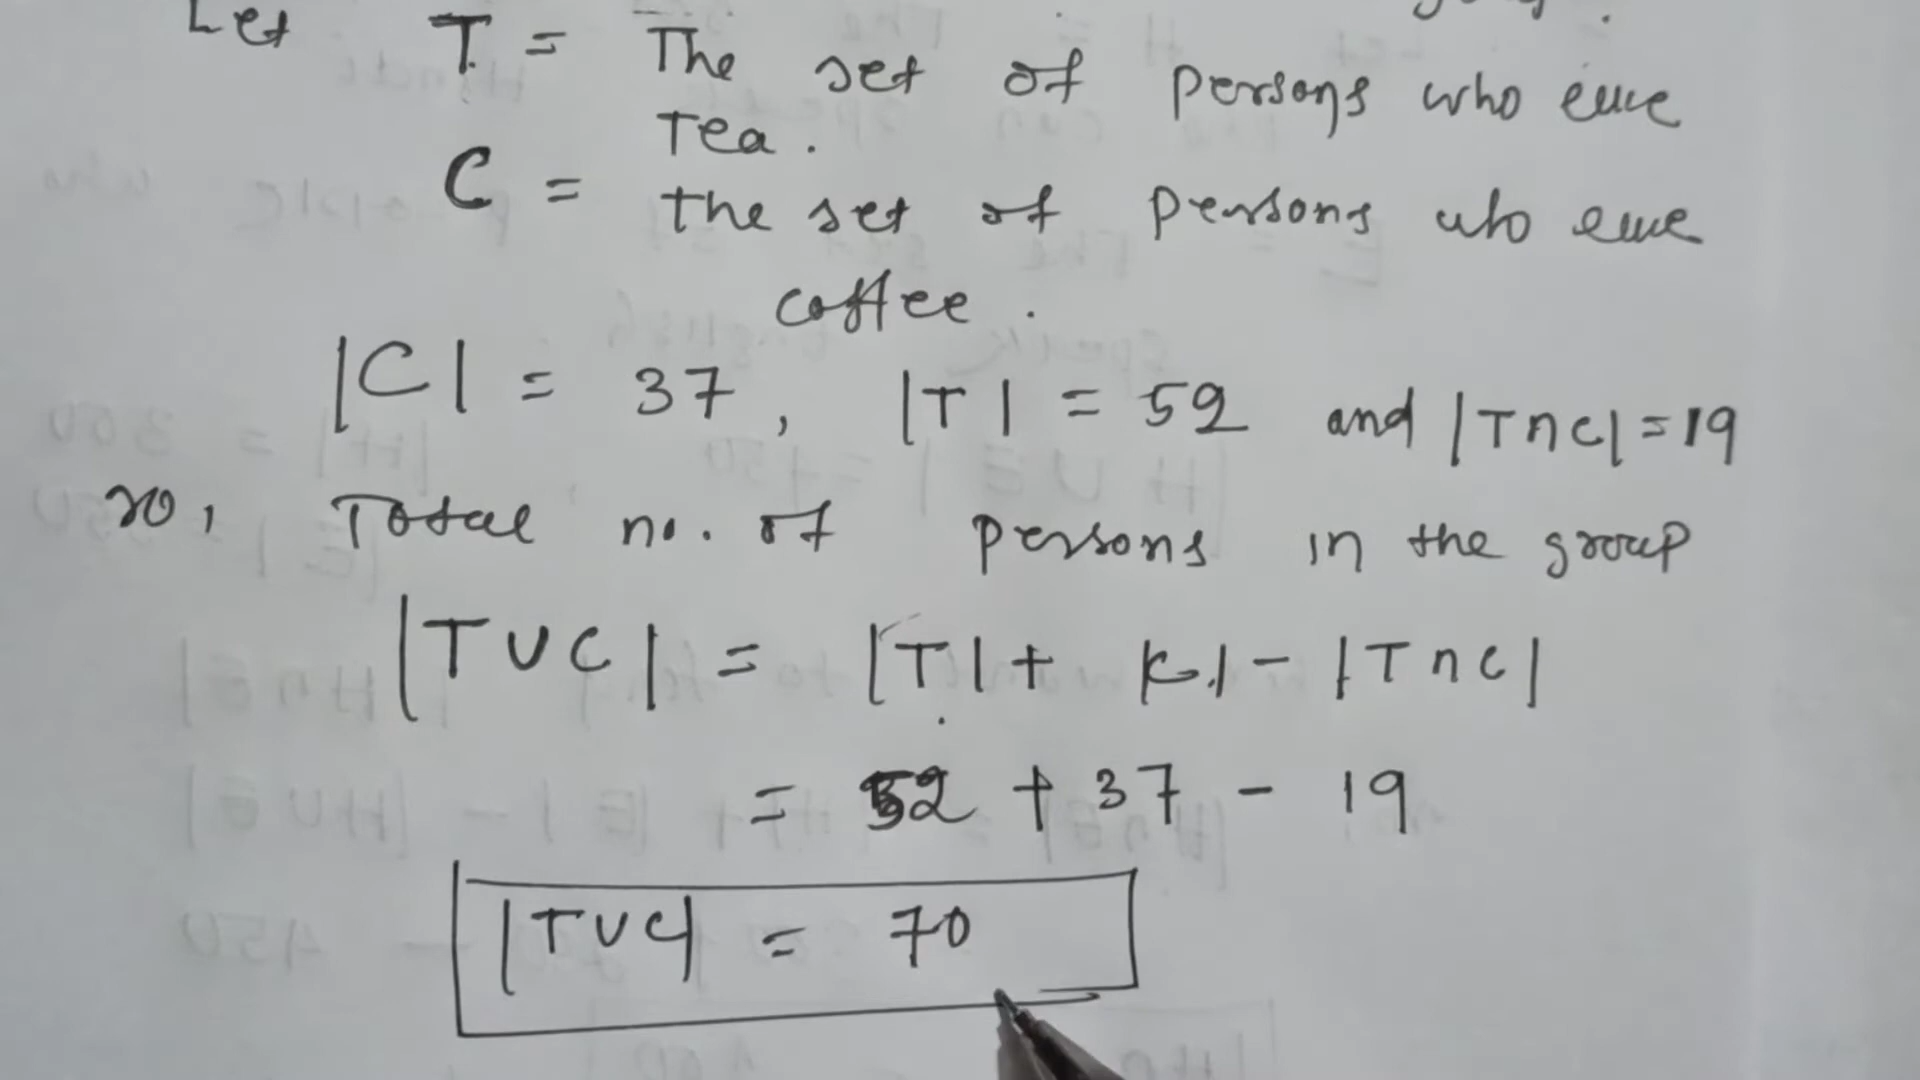 Let T = The set of persons who like
Tea.
C = the set of persons who like
coffee.
|C| = 37, |T| = 52 and |T∩C| = 19
so, Total no. of persons in the group
|T∪C| = |T| + |C| - |T∩C|
= 52 + 37 - 19
|T∪C| = 70